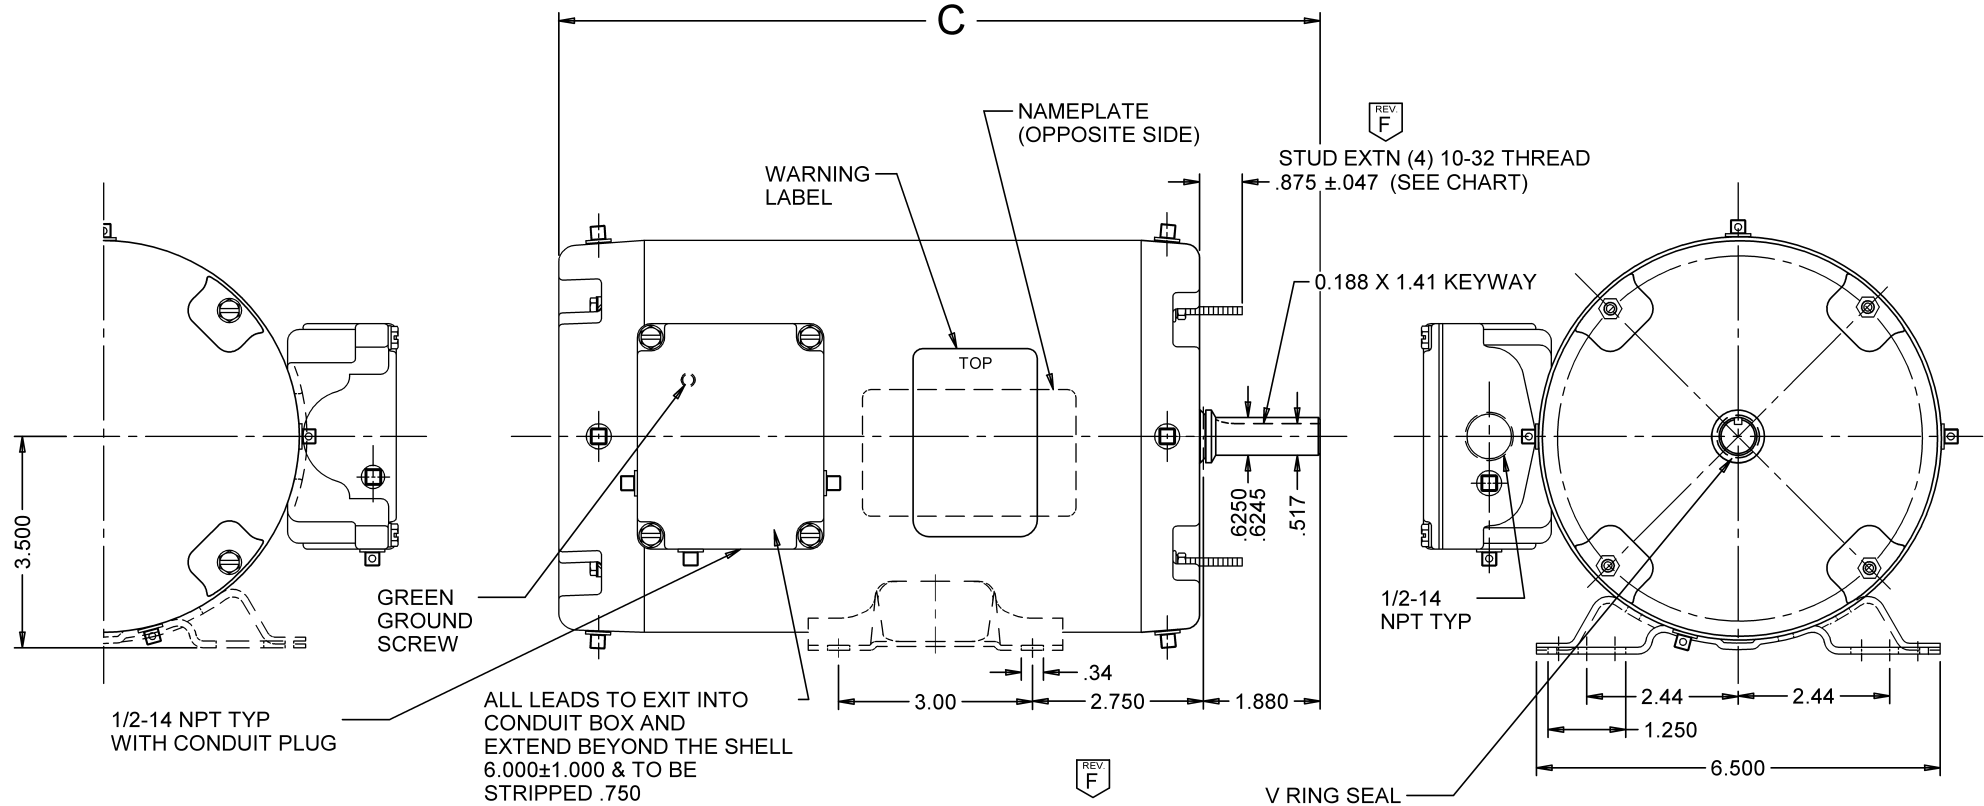 C
NAMEPLATE
(OPPOSITE SIDE)
REV.
F
STUD EXTN (4) 10-32 THREAD
.875 ±.047 (SEE CHART)
WARNING
LABEL
0.188 X 1.41 KEYWAY
TOP
3.500
.6250
.6245
.517
GREEN
GROUND
SCREW
1/2-14
NPT TYP
.34
3.00
2.750
1.880
2.44
2.44
1.250
6.500
1/2-14 NPT TYP
WITH CONDUIT PLUG
ALL LEADS TO EXIT INTO
CONDUIT BOX AND
EXTEND BEYOND THE SHELL
6.000±1.000 & TO BE
STRIPPED .750
REV.
F
V RING SEAL